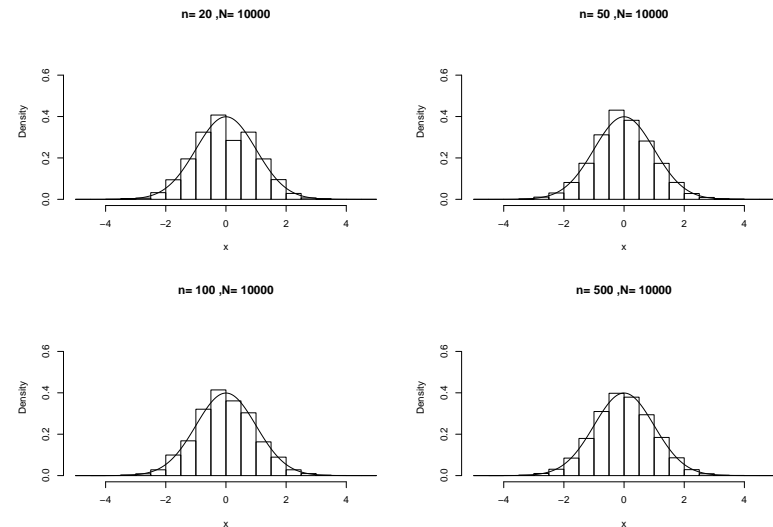 n= 20 ,N= 10000
Density
0.0 0.2 0.4 0.6
−4 −2 0 2 4
x
n= 50 ,N= 10000
Density
0.0 0.2 0.4 0.6
−4 −2 0 2 4
x
n= 100 ,N= 10000
Density
0.0 0.2 0.4 0.6
−4 −2 0 2 4
x
n= 500 ,N= 10000
Density
0.0 0.2 0.4 0.6
−4 −2 0 2 4
x